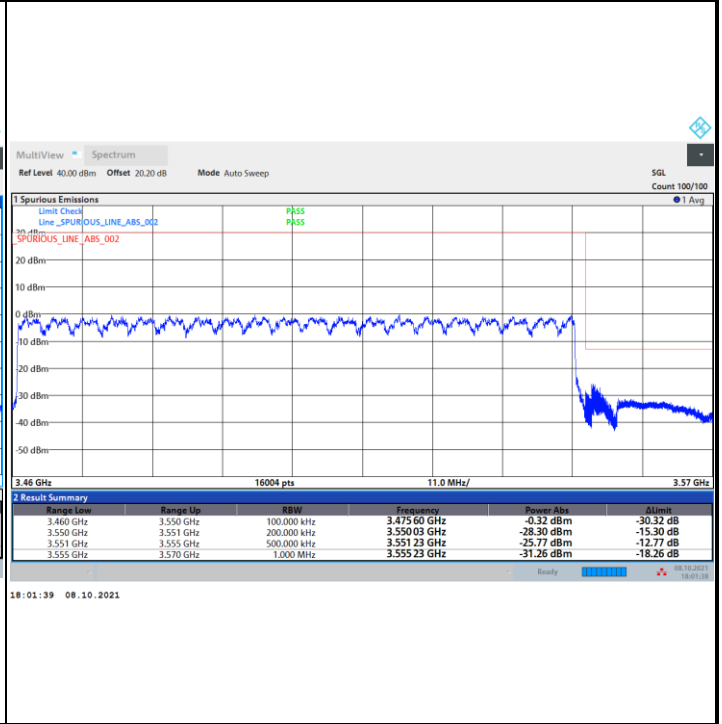 MultiView Spectrum
Ref Level 40.00 dBm Offset 20.20 dB Mode Auto Sweep SGL
Count 100/100
1 Spurious Emissions 1 Avg
Limit Check PASS
Line _SPURIOUS_LINE_ABS_002 PASS
30 dBm
_SPURIOUS_LINE_ABS_002
20 dBm
10 dBm
0 dBm
-10 dBm
-20 dBm
-30 dBm
-40 dBm
-50 dBm
3.46 GHz 16004 pts 11.0 MHz/ 3.57 GHz
2 Result Summary
Range Low Range Up RBW Frequency Power Abs ΔLimit
3.460 GHz 3.550 GHz 100.000 kHz 3.475 60 GHz -0.32 dBm -30.32 dB
3.550 GHz 3.551 GHz 200.000 kHz 3.550 03 GHz -28.30 dBm -15.30 dB
3.551 GHz 3.555 GHz 500.000 kHz 3.551 23 GHz -25.77 dBm -12.77 dB
3.555 GHz 3.570 GHz 1.000 MHz 3.555 23 GHz -31.26 dBm -18.26 dB
Ready 08.10.2021
18:01:38
18:01:39 08.10.2021